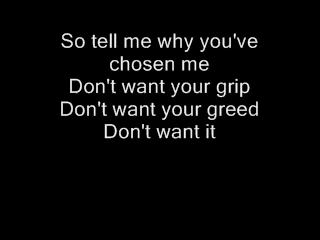 So tell me why you've
chosen me
Don't want your grip
Don't want your greed
Don't want it